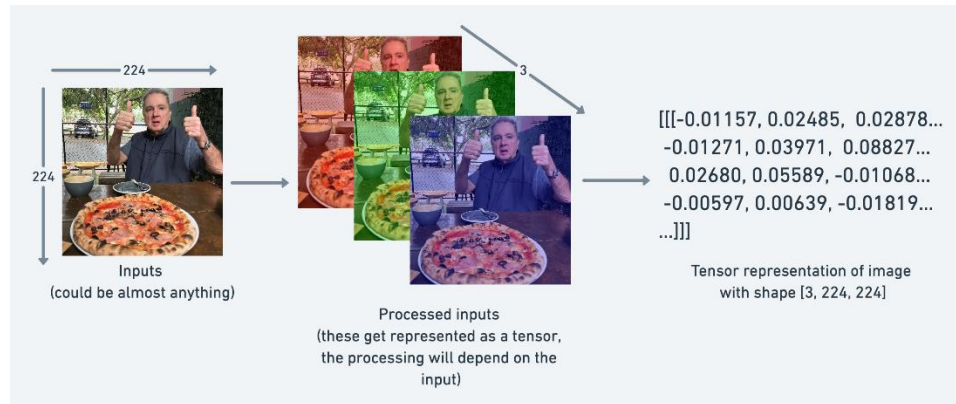 224
3
224
[[[-0.01157, 0.02485, 0.02878...
-0.01271, 0.03971, 0.08827...
0.02680, 0.05589, -0.01068...
-0.00597, 0.00639, -0.01819...
...]]]
Inputs
(could be almost anything)
Processed inputs
(these get represented as a tensor,
the processing will depend on the
input)
Tensor representation of image
with shape [3, 224, 224]